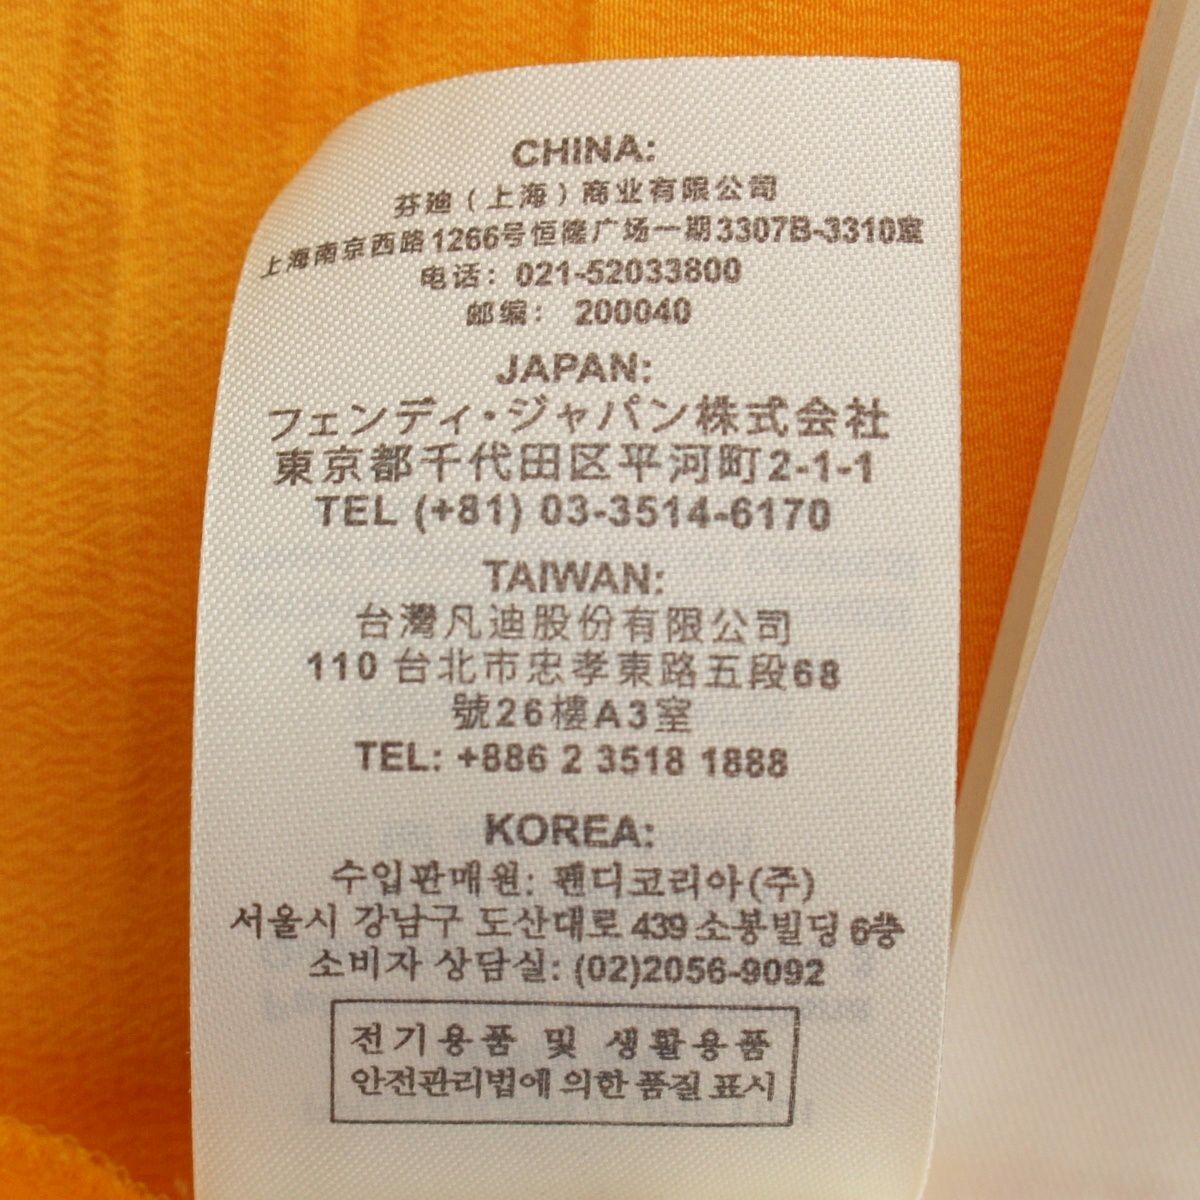 CHINA:
芬迪（上海）商业有限公司
上海南京西路1266号恒隆广场一期3307B-3310室
电话：021-52033800
邮编： 200040
JAPAN:
フェンディ・ジャパン株式会社
東京都千代田区平河町2-1-1
TEL (+81) 03-3514-6170
TAIWAN:
台灣凡迪股份有限公司
110 台北市忠孝東路五段68
號26樓A3室
TEL: +886 2 3518 1888
KOREA:
수입판매원: 펜디코리아(주)
서울시 강남구 도산대로 439 소봉빌딩 6층
소비자 상담실: (02)2056-9092
전기용품 및 생활용품
안전관리법에 의한 품질 표시